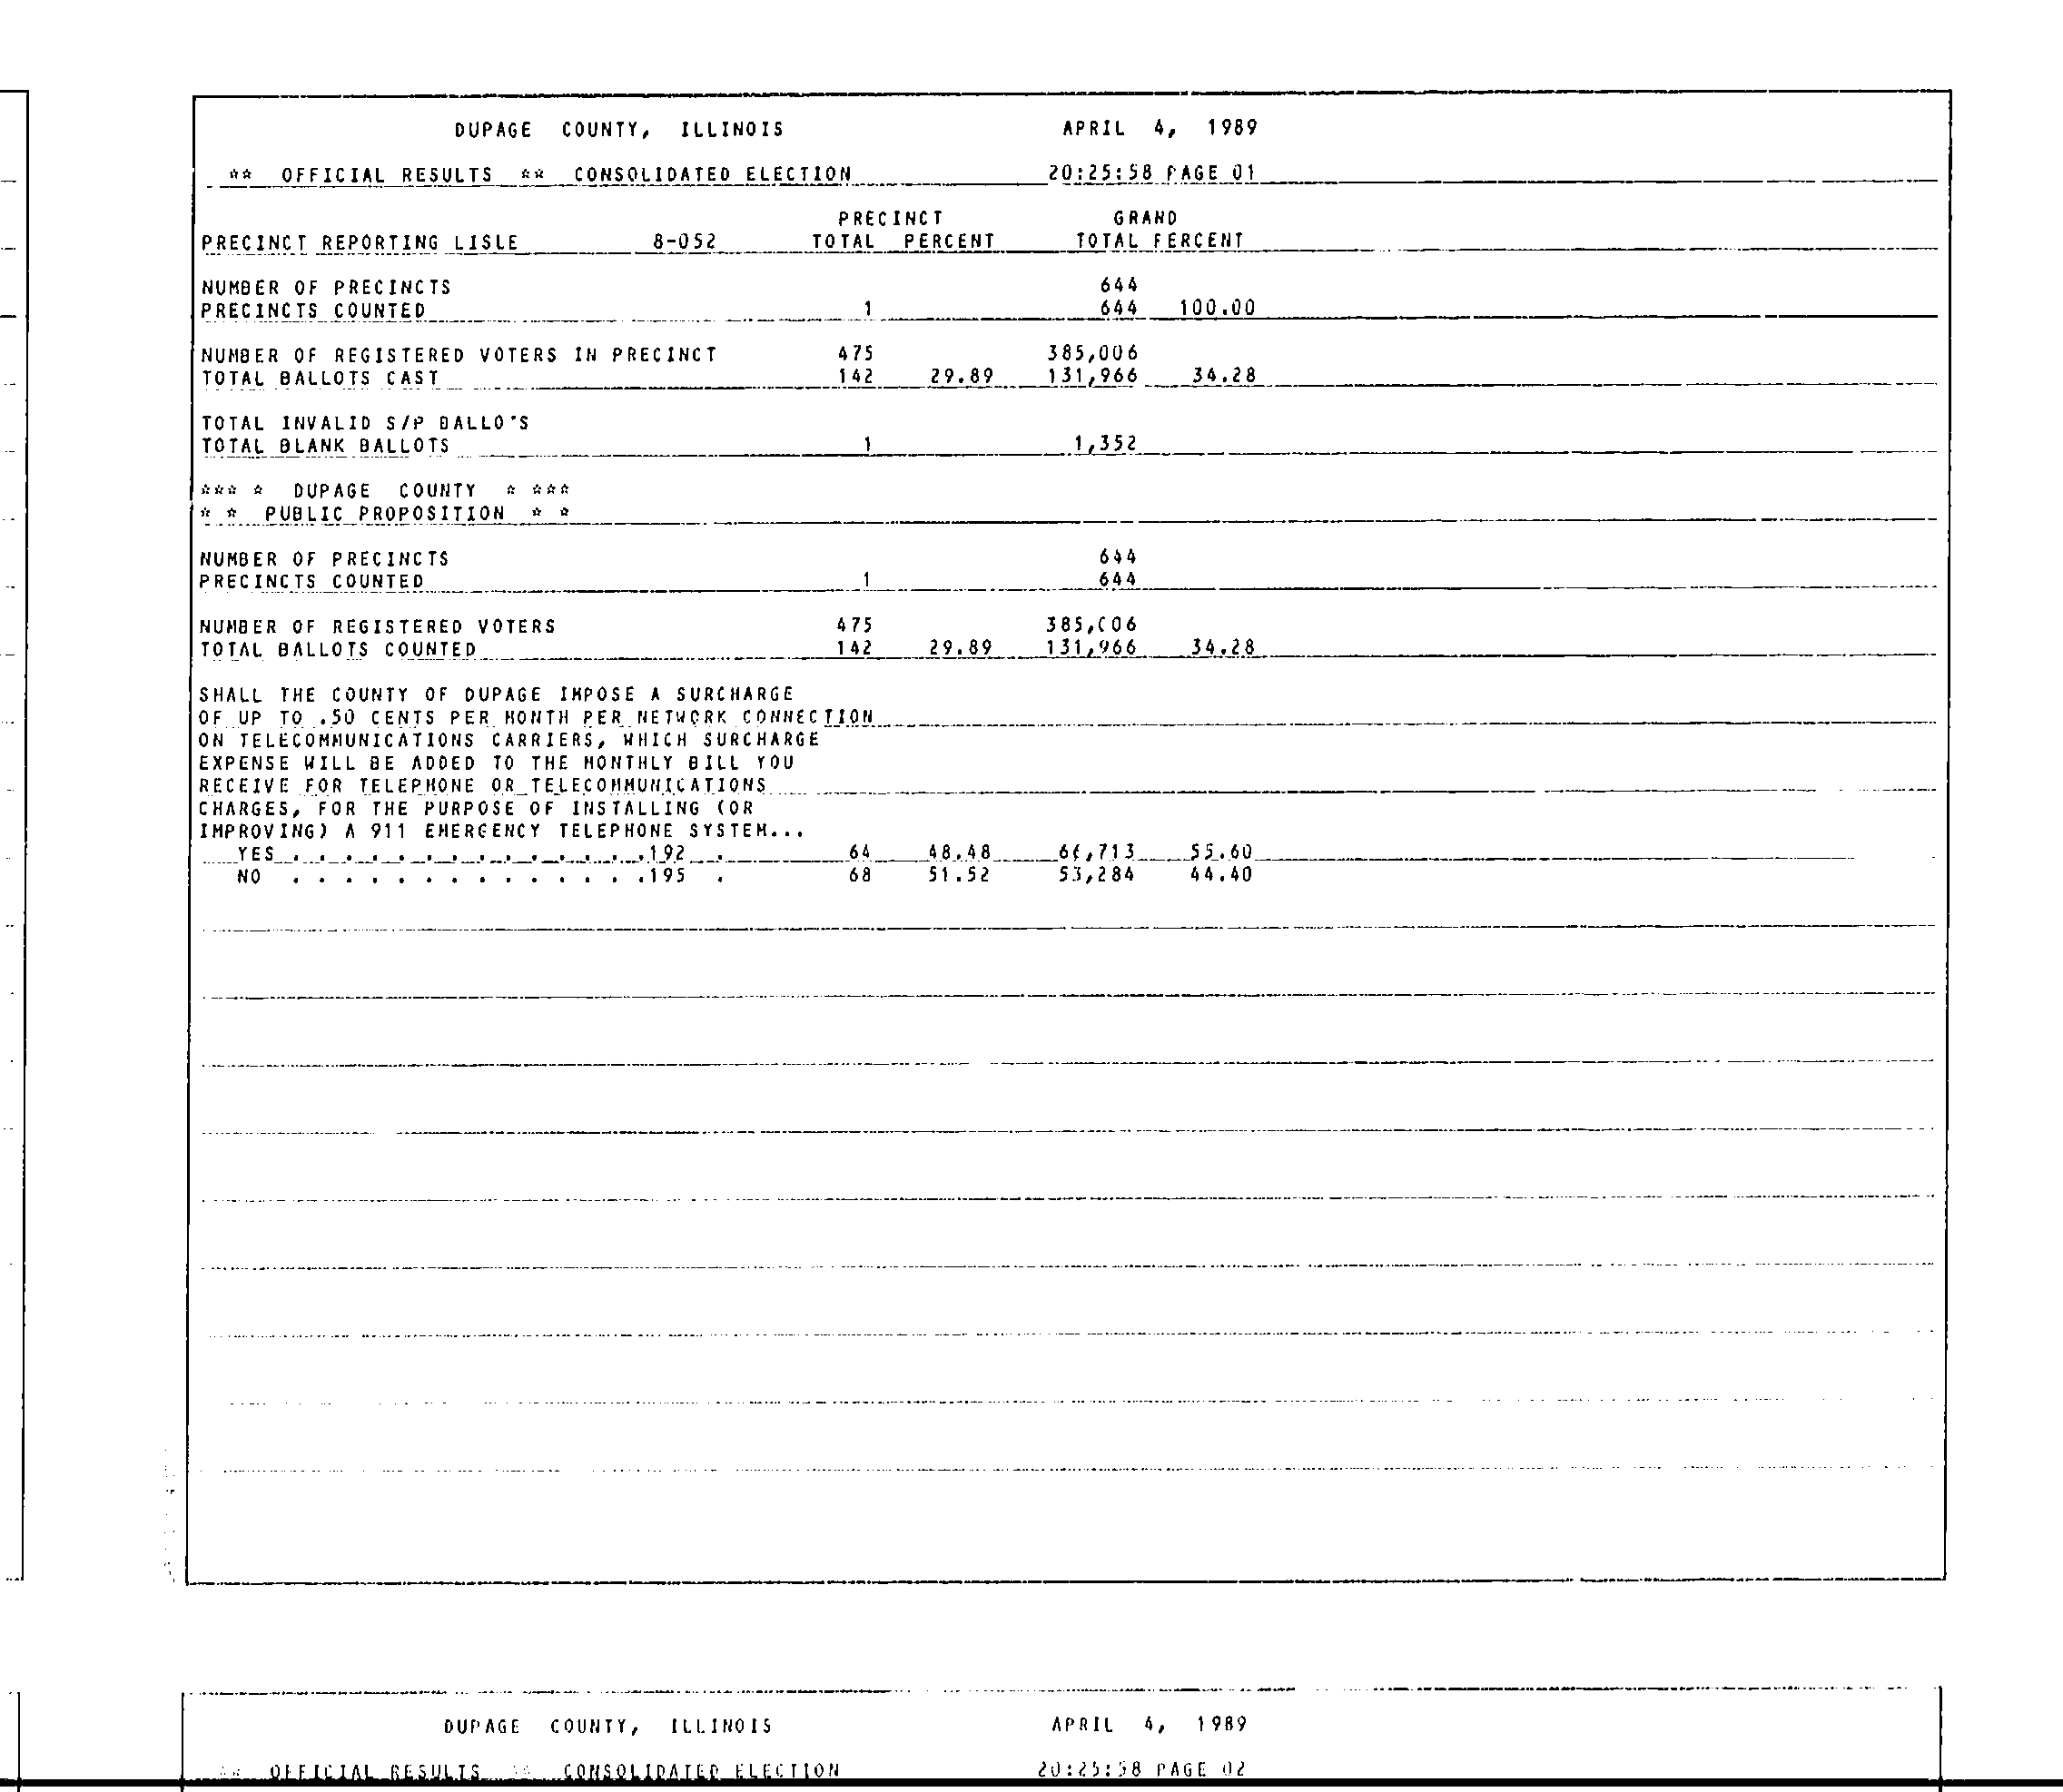 DUPAGE COUNTY, ILLINOIS APRIL 4, 1989
** OFFICIAL RESULTS ** CONSOLIDATED ELECTION 20:25:58 PAGE 01
PRECINCT GRAND
PRECINCT REPORTING LISLE 8-052 TOTAL PERCENT TOTAL PERCENT
NUMBER OF PRECINCTS 644
PRECINCTS COUNTED 1 644 100.00
NUMBER OF REGISTERED VOTERS IN PRECINCT 475 385,006
TOTAL BALLOTS CAST 142 29.89 131,966 34.28
TOTAL INVALID S/P BALLO'S
TOTAL BLANK BALLOTS 1 1,352
*** * DUPAGE COUNTY * ***
* * PUBLIC PROPOSITION * *
NUMBER OF PRECINCTS 644
PRECINCTS COUNTED 1 644
NUMBER OF REGISTERED VOTERS 475 385,006
TOTAL BALLOTS COUNTED 142 29.89 131,966 34.28
SHALL THE COUNTY OF DUPAGE IMPOSE A SURCHARGE
OF UP TO .50 CENTS PER MONTH PER NETWORK CONNECTION
ON TELECOMMUNICATIONS CARRIERS, WHICH SURCHARGE
EXPENSE WILL BE ADDED TO THE MONTHLY BILL YOU
RECEIVE FOR TELEPHONE OR TELECOMMUNICATIONS
CHARGES, FOR THE PURPOSE OF INSTALLING (OR
IMPROVING) A 911 EMERGENCY TELEPHONE SYSTEM...
YES . . . . . . . . . . . . . .192 . 64 48.48 66,713 55.60
NO . . . . . . . . . . . . . .195 . 68 51.52 53,284 44.40
DUPAGE COUNTY, ILLINOIS APRIL 4, 1989
** OFFICIAL RESULTS ** CONSOLIDATED ELECTION 20:25:58 PAGE 02